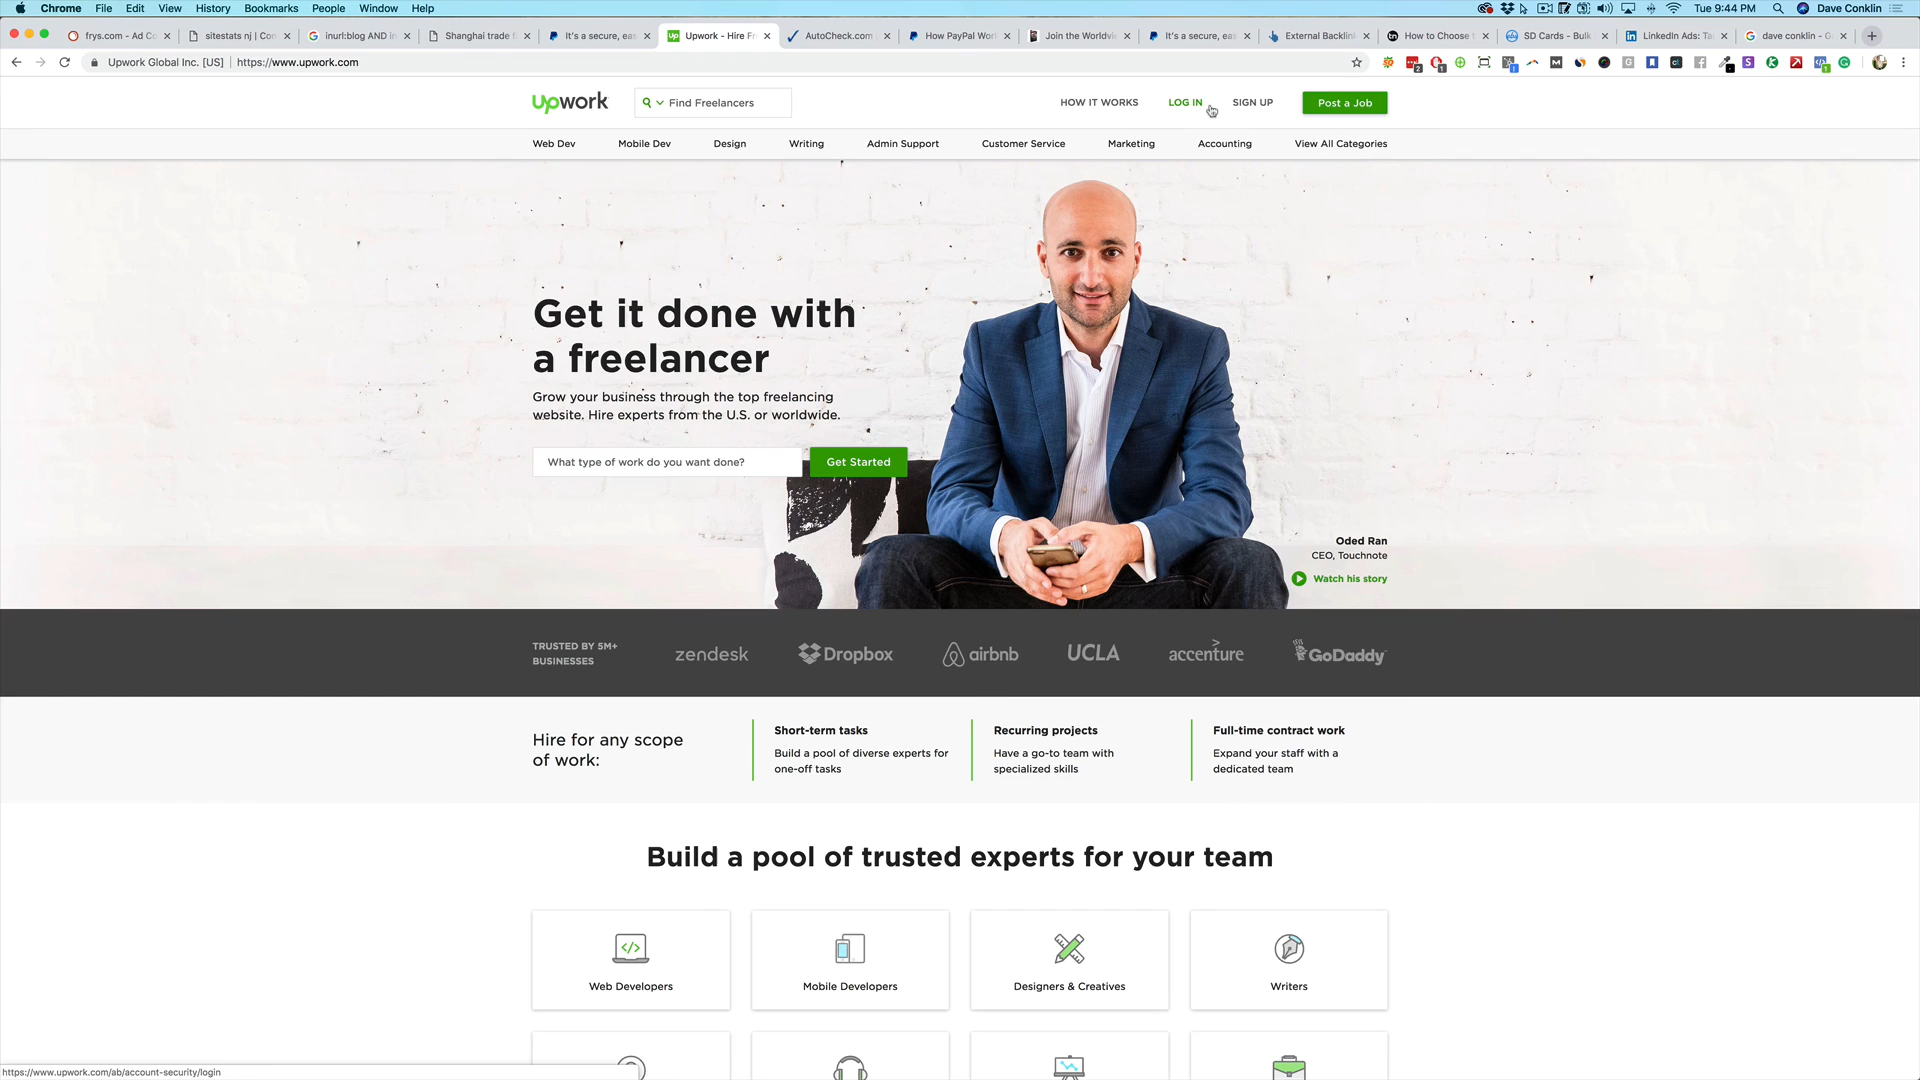 Chrome File Edit View History Bookmarks People Window Help
Tue 9:44 PM Dave Conklin
frys.com - Ad Co
sitestats nj | Con
inurl:blog AND in
Shanghai trade f
It's a secure, eas
Upwork - Hire Fr
AutoCheck.com
How PayPal Wor
Join the Worldwi
It's a secure, eas
External Backlin
How to Choose t
SD Cards - Bulk
LinkedIn Ads: Ta
dave conklin - G
Upwork Global Inc. [US] | https://www.upwork.com
upwork
Find Freelancers
HOW IT WORKS LOG IN SIGN UP Post a Job
Web Dev Mobile Dev Design Writing Admin Support Customer Service Marketing Accounting View All Categories
Get it done with
a freelancer
Grow your business through the top freelancing
website. Hire experts from the U.S. or worldwide.
What type of work do you want done? Get Started
Oded Ran
CEO, Touchnote
Watch his story
TRUSTED BY 5M+
BUSINESSES
zendesk Dropbox airbnb UCLA accenture GoDaddy
Hire for any scope
of work:
Short-term tasks
Build a pool of diverse experts for
one-off tasks
Recurring projects
Have a go-to team with
specialized skills
Full-time contract work
Expand your staff with a
dedicated team
Build a pool of trusted experts for your team
Web Developers Mobile Developers Designers & Creatives Writers
https://www.upwork.com/ab/account-security/login